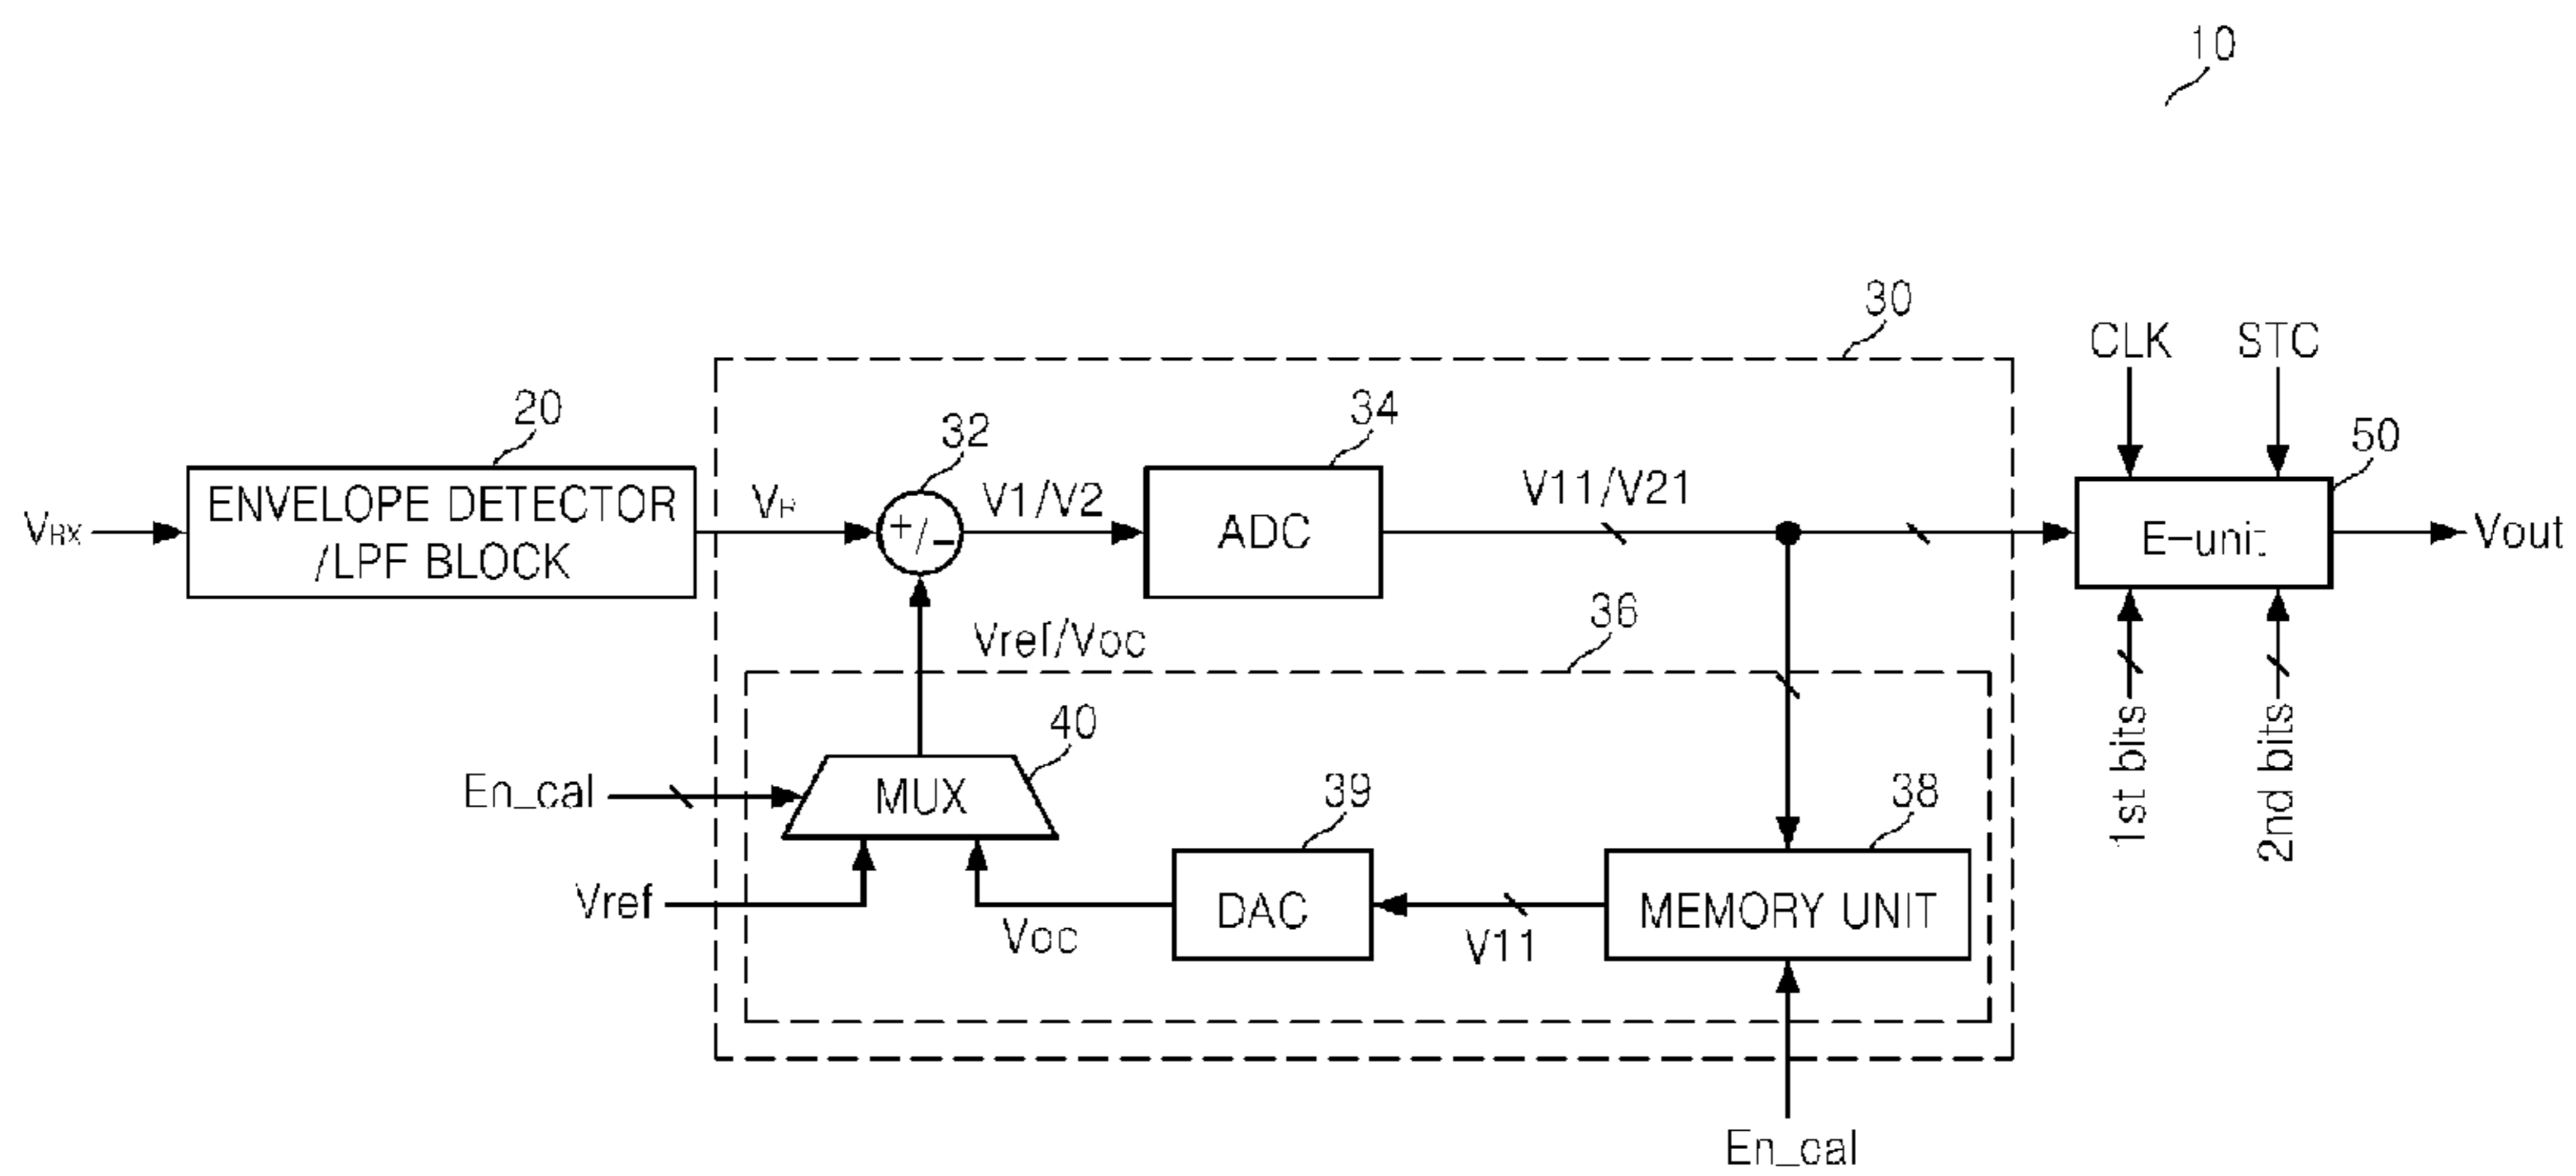 10
30
CLK STC
20
32
34
50
ENVELOPE DETECTOR
/LPF BLOCK
VRX
VR
+/-
V1/V2
ADC
V11/V21
E-unit
Vout
Vref/Voc
36
1st bits
2nd bits
En_cal
MUX
40
39
38
Vref
Voc
DAC
V11
MEMORY UNIT
En_cal